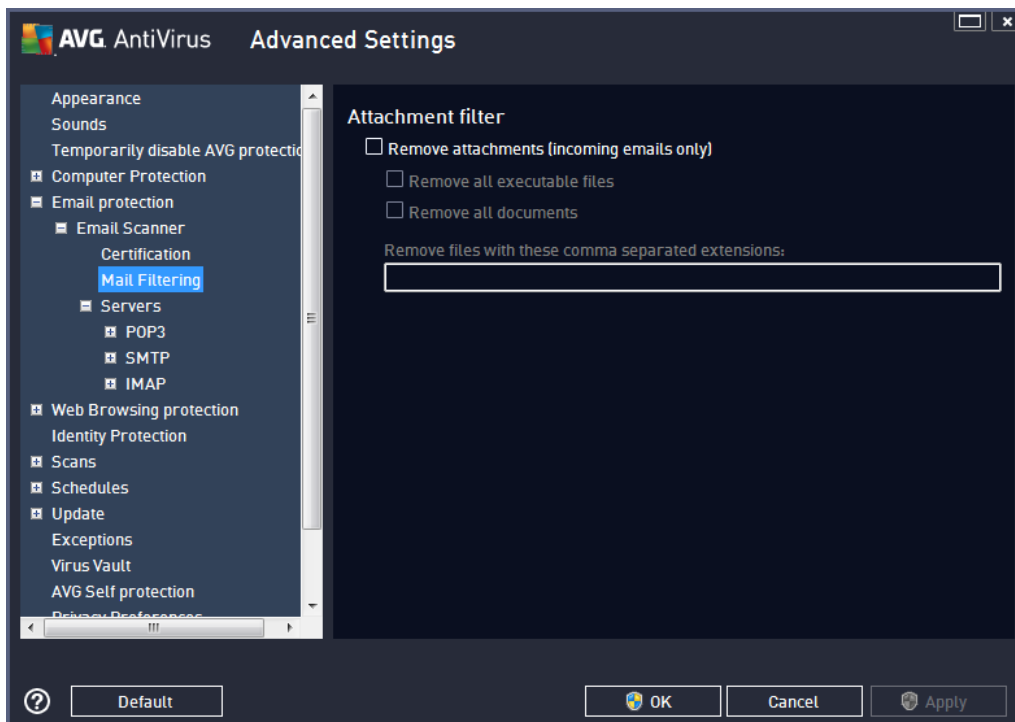 AVG. AntiVirus Advanced Settings
Appearance
Sounds
Temporarily disable AVG
Computer Protection
Email protection
Email Scanner
Certification
Mail Filtering
Servers
POP3
SMTP
IMAP
Web Browsing protection
Identity Protection
Scans
Schedules
Update
Exceptions
Virus Vault
AVG Self protection
Privacy Preferences
Attachment filter
Remove attachments (incoming emails only)
Remove all executable files
Remove all documents
Remove files with these comma separated extensions:
? Default OK Cancel Apply